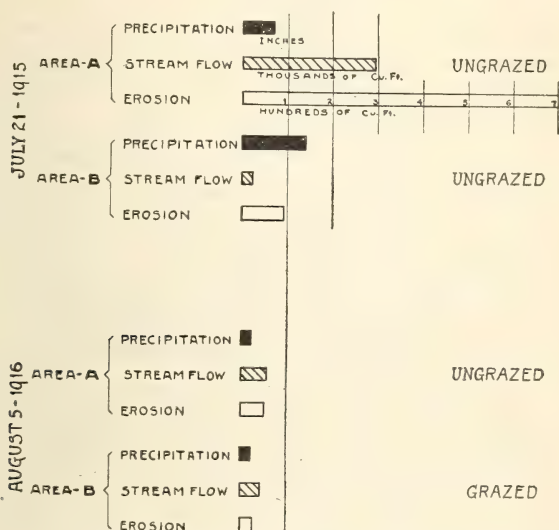 JULY 21 - 1915
AREA-A
PRECIPITATION
INCHES
STREAM FLOW
THOUSANDS OF Cu. Ft.
UNGRAZED
EROSION
1 2 3 4 5 6 7
HUNDREDS OF Cu. Ft.
AREA-B
PRECIPITATION
STREAM FLOW
UNGRAZED
EROSION
AUGUST 5 - 1916
AREA-A
PRECIPITATION
STREAM FLOW
UNGRAZED
EROSION
AREA-B
PRECIPITATION
STREAM FLOW
GRAZED
EROSION